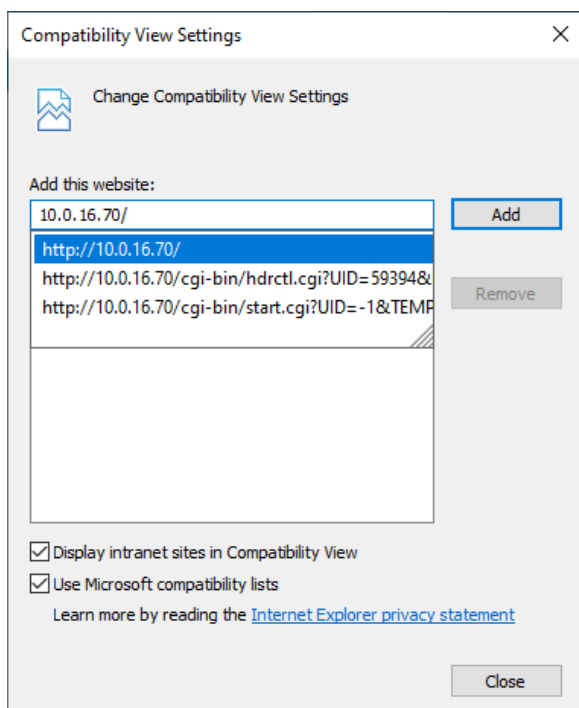 Compatibility View Settings
Change Compatibility View Settings
Add this website:
10.0.16.70/
Add
http://10.0.16.70/
http://10.0.16.70/cgi-bin/hdrctl.cgi?UID=59394&
http://10.0.16.70/cgi-bin/start.cgi?UID=-1&TEMP
Remove
Display intranet sites in Compatibility View
Use Microsoft compatibility lists
Learn more by reading the Internet Explorer privacy statement
Close